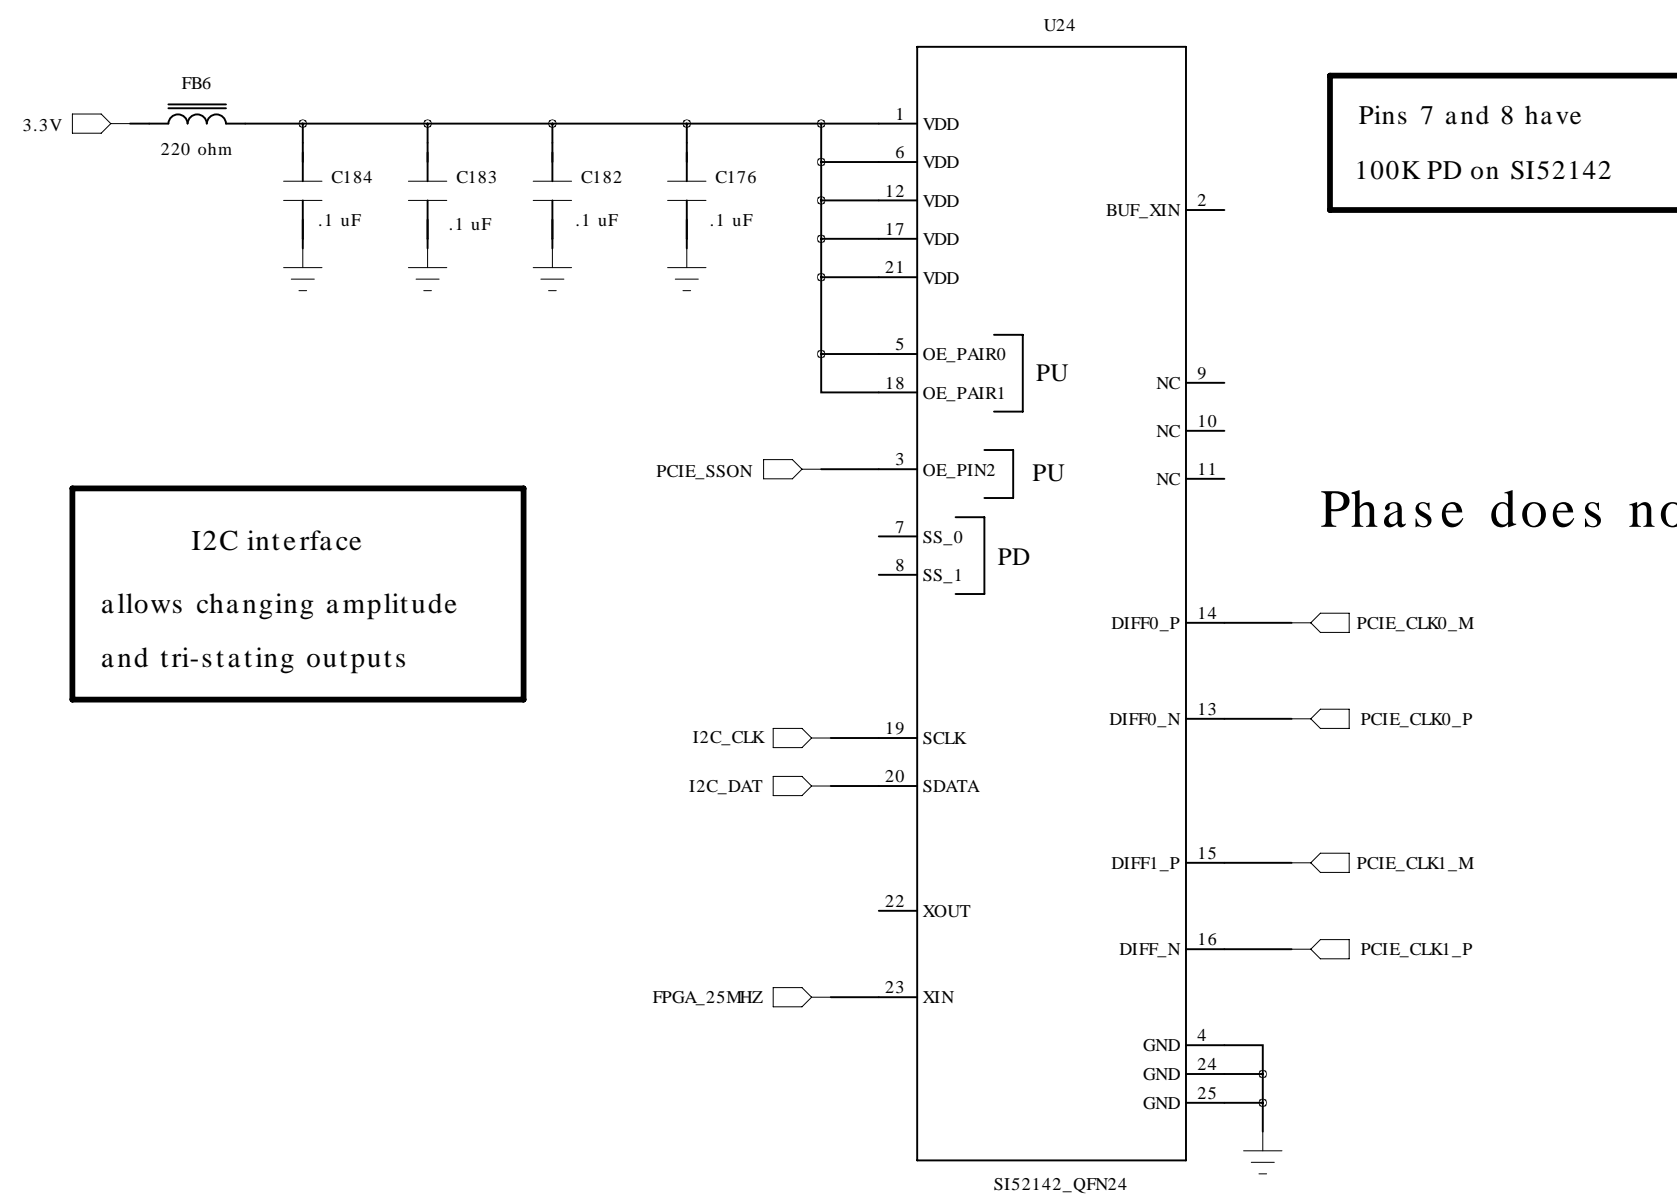 U24
FB6
3.3V
220 ohm
C184
.1 uF
C183
.1 uF
C182
.1 uF
C176
.1 uF
1 VDD
6 VDD
12 VDD
17 VDD
21 VDD
5 OE_PAIR0
18 OE_PAIR1
PU
PCIE_SSON
3 OE_PIN2
PU
7 SS_0
8 SS_1
PD
I2C interface
allows changing amplitude
and tri-stating outputs
I2C_CLK
19 SCLK
I2C_DAT
20 SDATA
22 XOUT
FPGA_25MHZ
23 XIN
Pins 7 and 8 have
100K PD on SI52142
BUF_XIN 2
NC 9
NC 10
NC 11
Phase does no
DIFF0_P 14
PCIE_CLK0_M
DIFF0_N 13
PCIE_CLK0_P
DIFF1_P 15
PCIE_CLK1_M
DIFF_N 16
PCIE_CLK1_P
GND 4
GND 24
GND 25
SI52142_QFN24